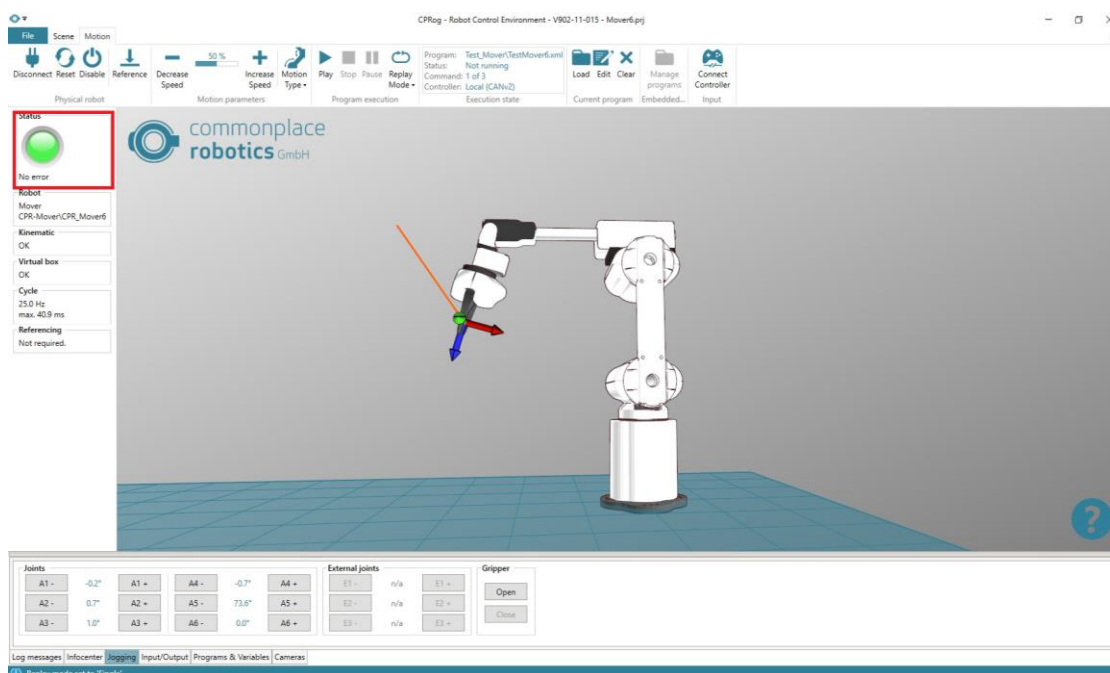 CPRog - Robot Control Environment - V902-11-015 - Mover6.prj
File Scene Motion
Disconnect Reset Disable Reference Decrease Speed 50 % Increase Speed Motion Type Play Stop Pause Replay Mode
Program: Test_Mover\TestMover6.xml
Status: Not running
Command: 1 of 3
Controller: Local (CANv2)
Load Edit Clear Manage programs Connect Controller
Physical robot Motion parameters Program execution Execution state Current program Embedded... Input
Status
No error
Robot
Mover
CPR-Mover\CPR_Mover6
Kinematic
OK
Virtual box
OK
Cycle
25.0 Hz
max. 40.9 ms
Referencing
Not required.
commonplace
robotics GmbH
?
Joints External joints Gripper
A1 - -0.2° A1 + A4 - -0.7° A4 + E1 - n/a E1 + Open
A2 - 0.7° A2 + A5 - 73.6° A5 + E2 - n/a E2 + Close
A3 - 1.0° A3 + A6 - 0.0° A6 + E3 - n/a E3 +
Log messages Infocenter Jogging Input/Output Programs & Variables Cameras